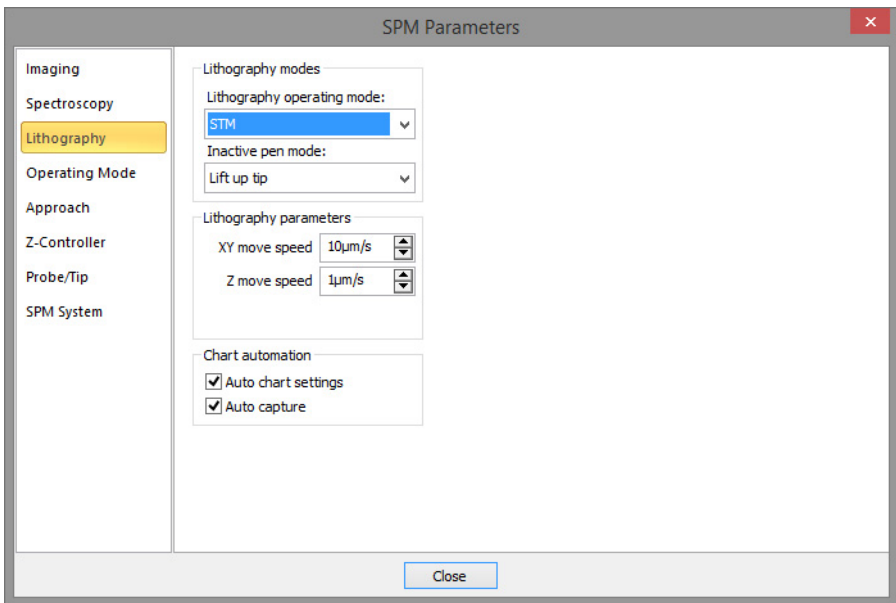 SPM Parameters
Imaging
Spectroscopy
Lithography
Operating Mode
Approach
Z-Controller
Probe/Tip
SPM System
Lithography modes
Lithography operating mode:
STM
Inactive pen mode:
Lift up tip
Lithography parameters
XY move speed 10µm/s
Z move speed 1µm/s
Chart automation
Auto chart settings
Auto capture
Close